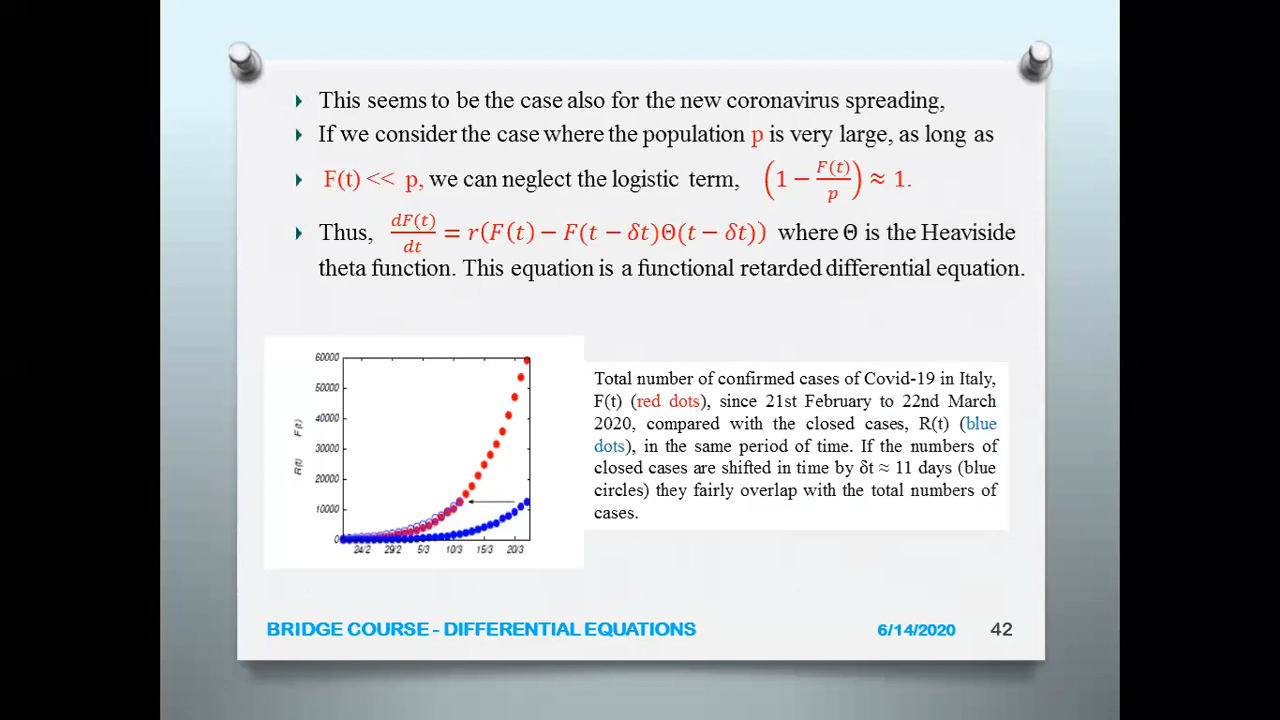 This seems to be the case also for the new coronavirus spreading,
If we consider the case where the population p is very large, as long as
F(t) << p, we can neglect the logistic term, (1 − F(t)/p) ≈ 1.
Thus, dF(t)/dt = r(F(t) − F(t − δt)Θ(t − δt)) where Θ is the Heaviside
theta function. This equation is a functional retarded differential equation.
60000
50000
40000
30000
20000
10000
0
R(t) F(t)
24/2 29/2 5/3 10/3 15/3 20/3
Total number of confirmed cases of Covid-19 in Italy,
F(t) (red dots), since 21st February to 22nd March
2020, compared with the closed cases, R(t) (blue
dots), in the same period of time. If the numbers of
closed cases are shifted in time by δt ≈ 11 days (blue
circles) they fairly overlap with the total numbers of
cases.
BRIDGE COURSE - DIFFERENTIAL EQUATIONS 6/14/2020 42